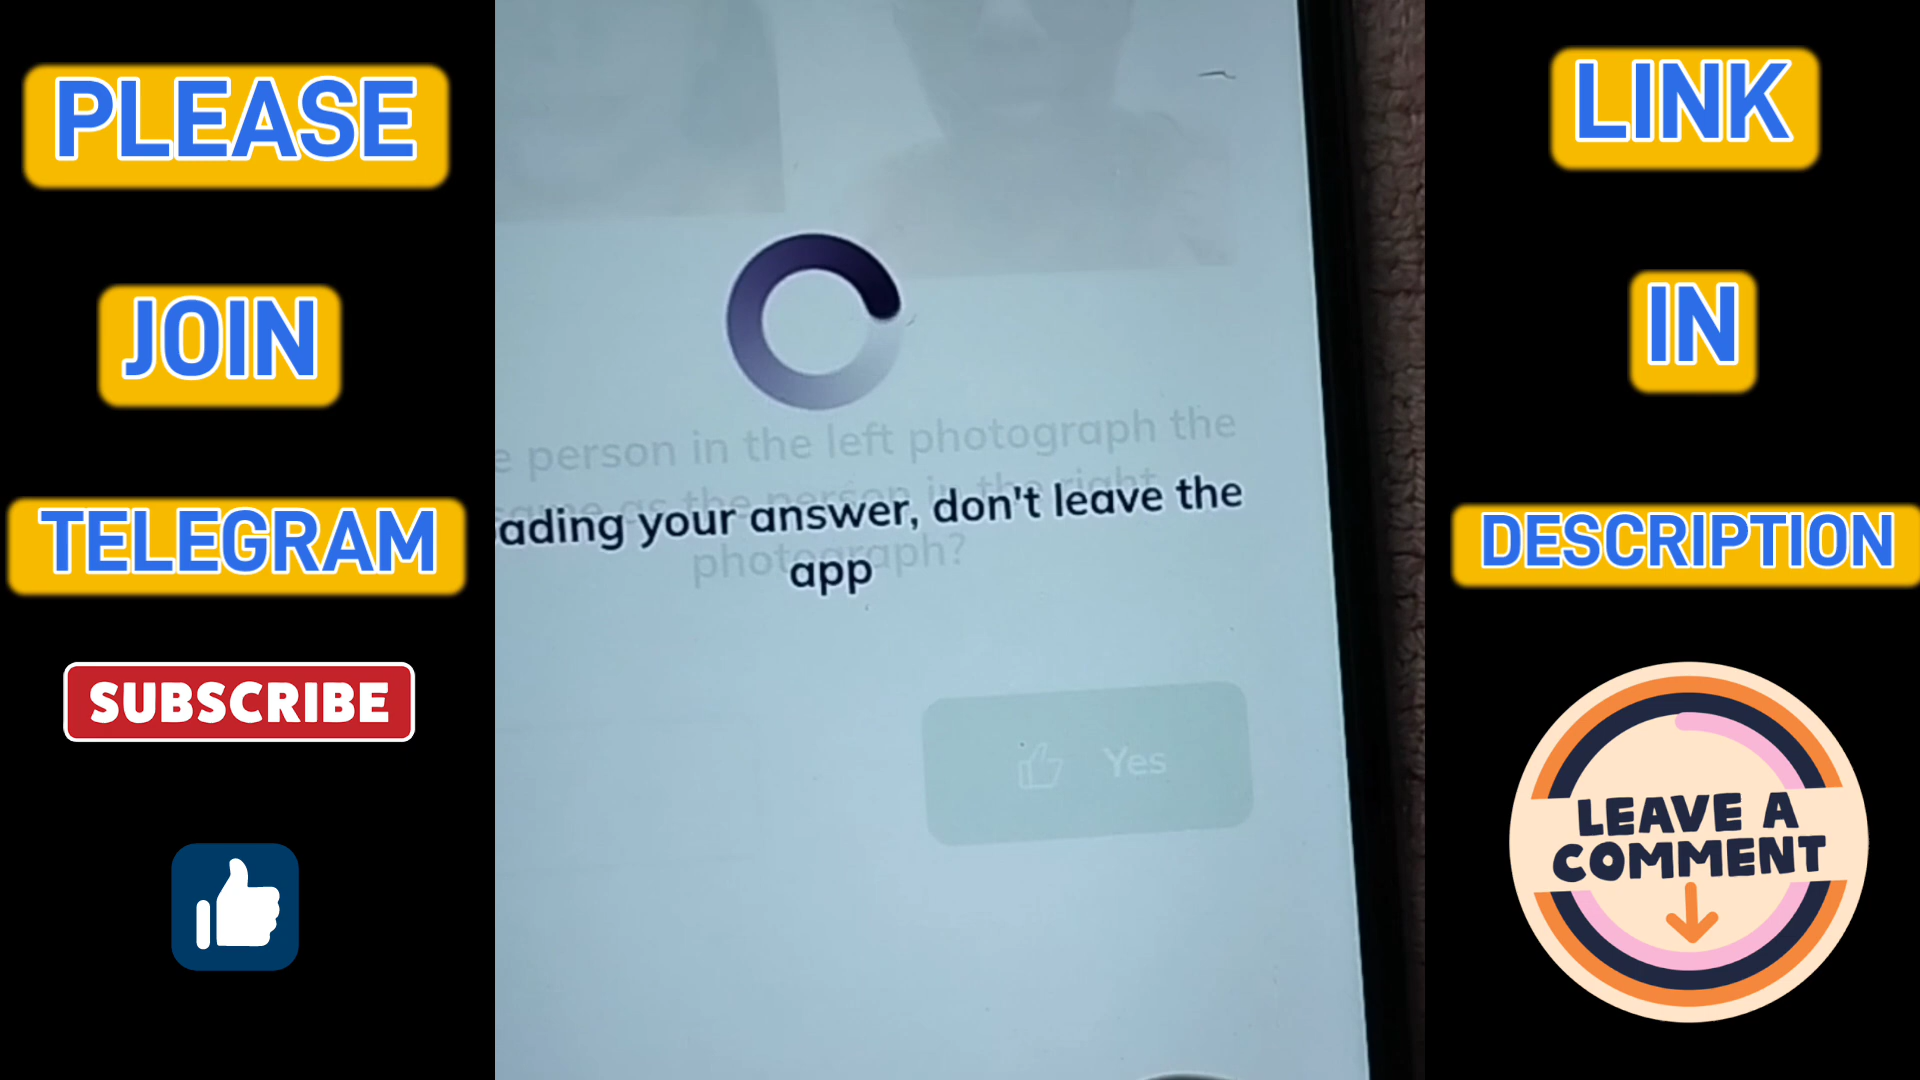 PLEASE
JOIN
TELEGRAM
SUBSCRIBE
e person in the left photograph the
same as the person in the right
photograph?
ading your answer, don't leave the
app
Yes
LINK
IN
DESCRIPTION
LEAVE A
COMMENT